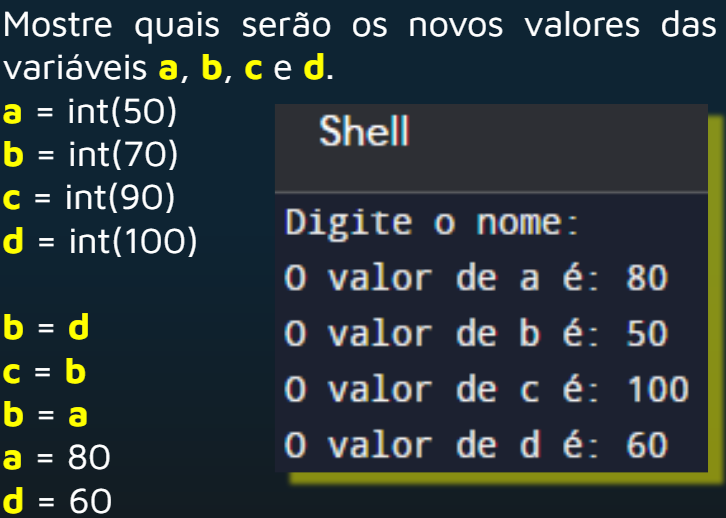 Mostre quais serão os novos valores das
variáveis a, b, c e d.
a = int(50)
b = int(70)
c = int(90)
d = int(100)
b = d
c = b
b = a
a = 80
d = 60
Shell
Digite o nome:
O valor de a é: 80
O valor de b é: 50
O valor de c é: 100
O valor de d é: 60